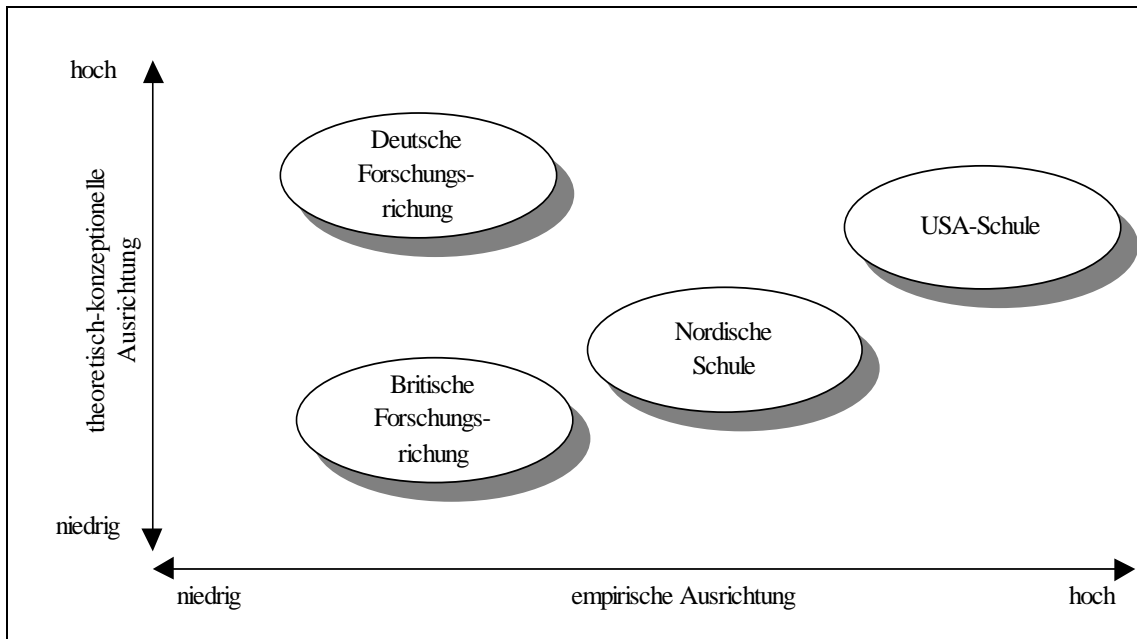 hoch
theoretisch-konzeptionelle
Ausrichtung
niedrig
Deutsche
Forschungs-
richung
USA-Schule
Nordische
Schule
Britische
Forschungs-
richung
niedrig
empirische Ausrichtung
hoch